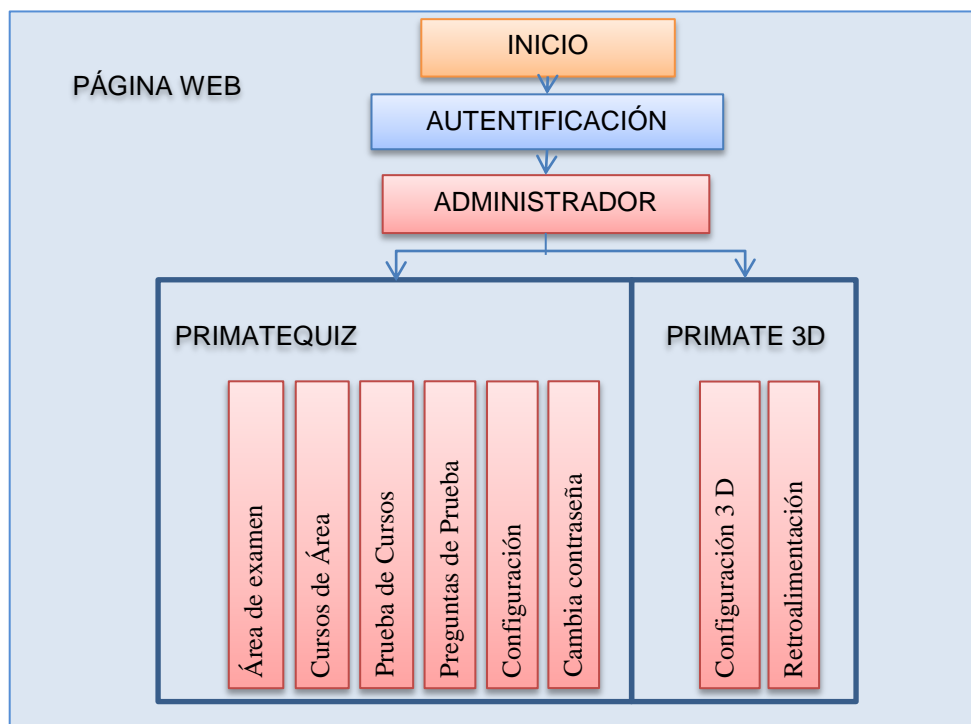 INICIO
PÁGINA WEB
AUTENTIFICACIÓN
ADMINISTRADOR
PRIMATEQUIZ
PRIMATE 3D
Área de examen
Cursos de Área
Prueba de Cursos
Preguntas de Prueba
Configuración
Cambia contraseña
Configuración 3 D
Retroalimentación